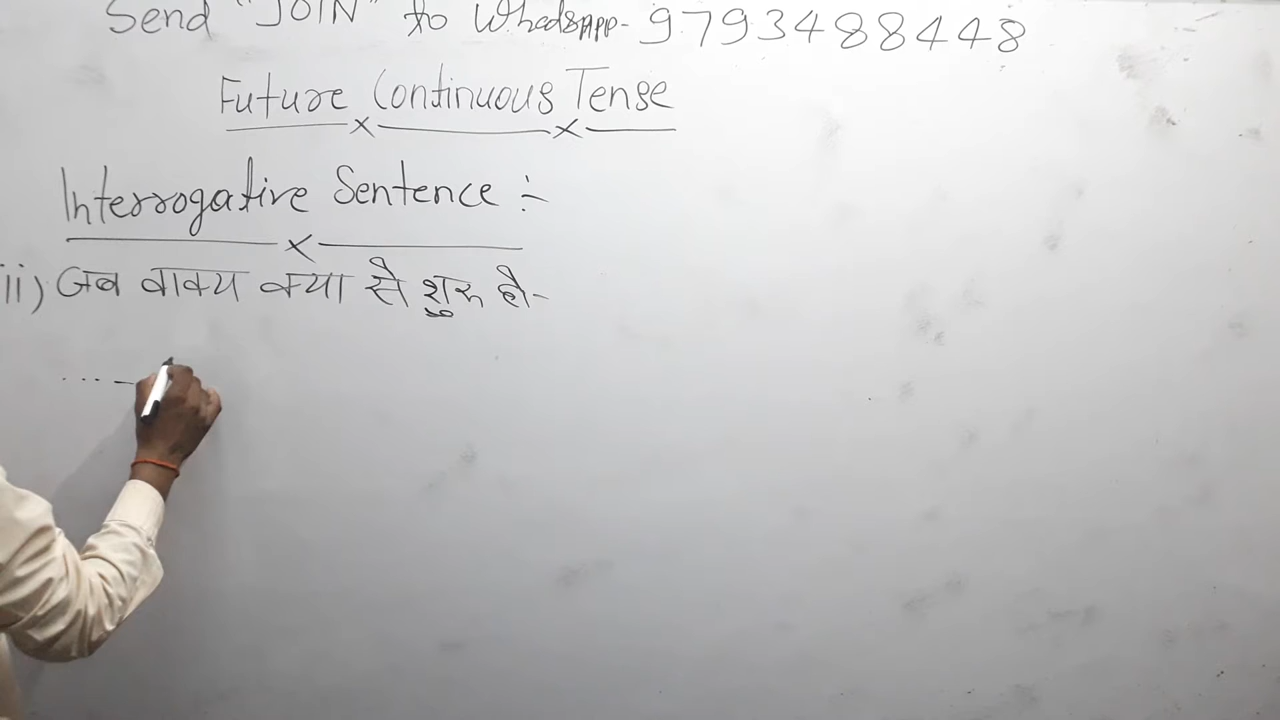 Send "JOIN" to Whatsapp- 9793488448
Future Continuous Tense
Interrogative Sentence :-
ii) जब वाक्य क्या से शुरू हो-